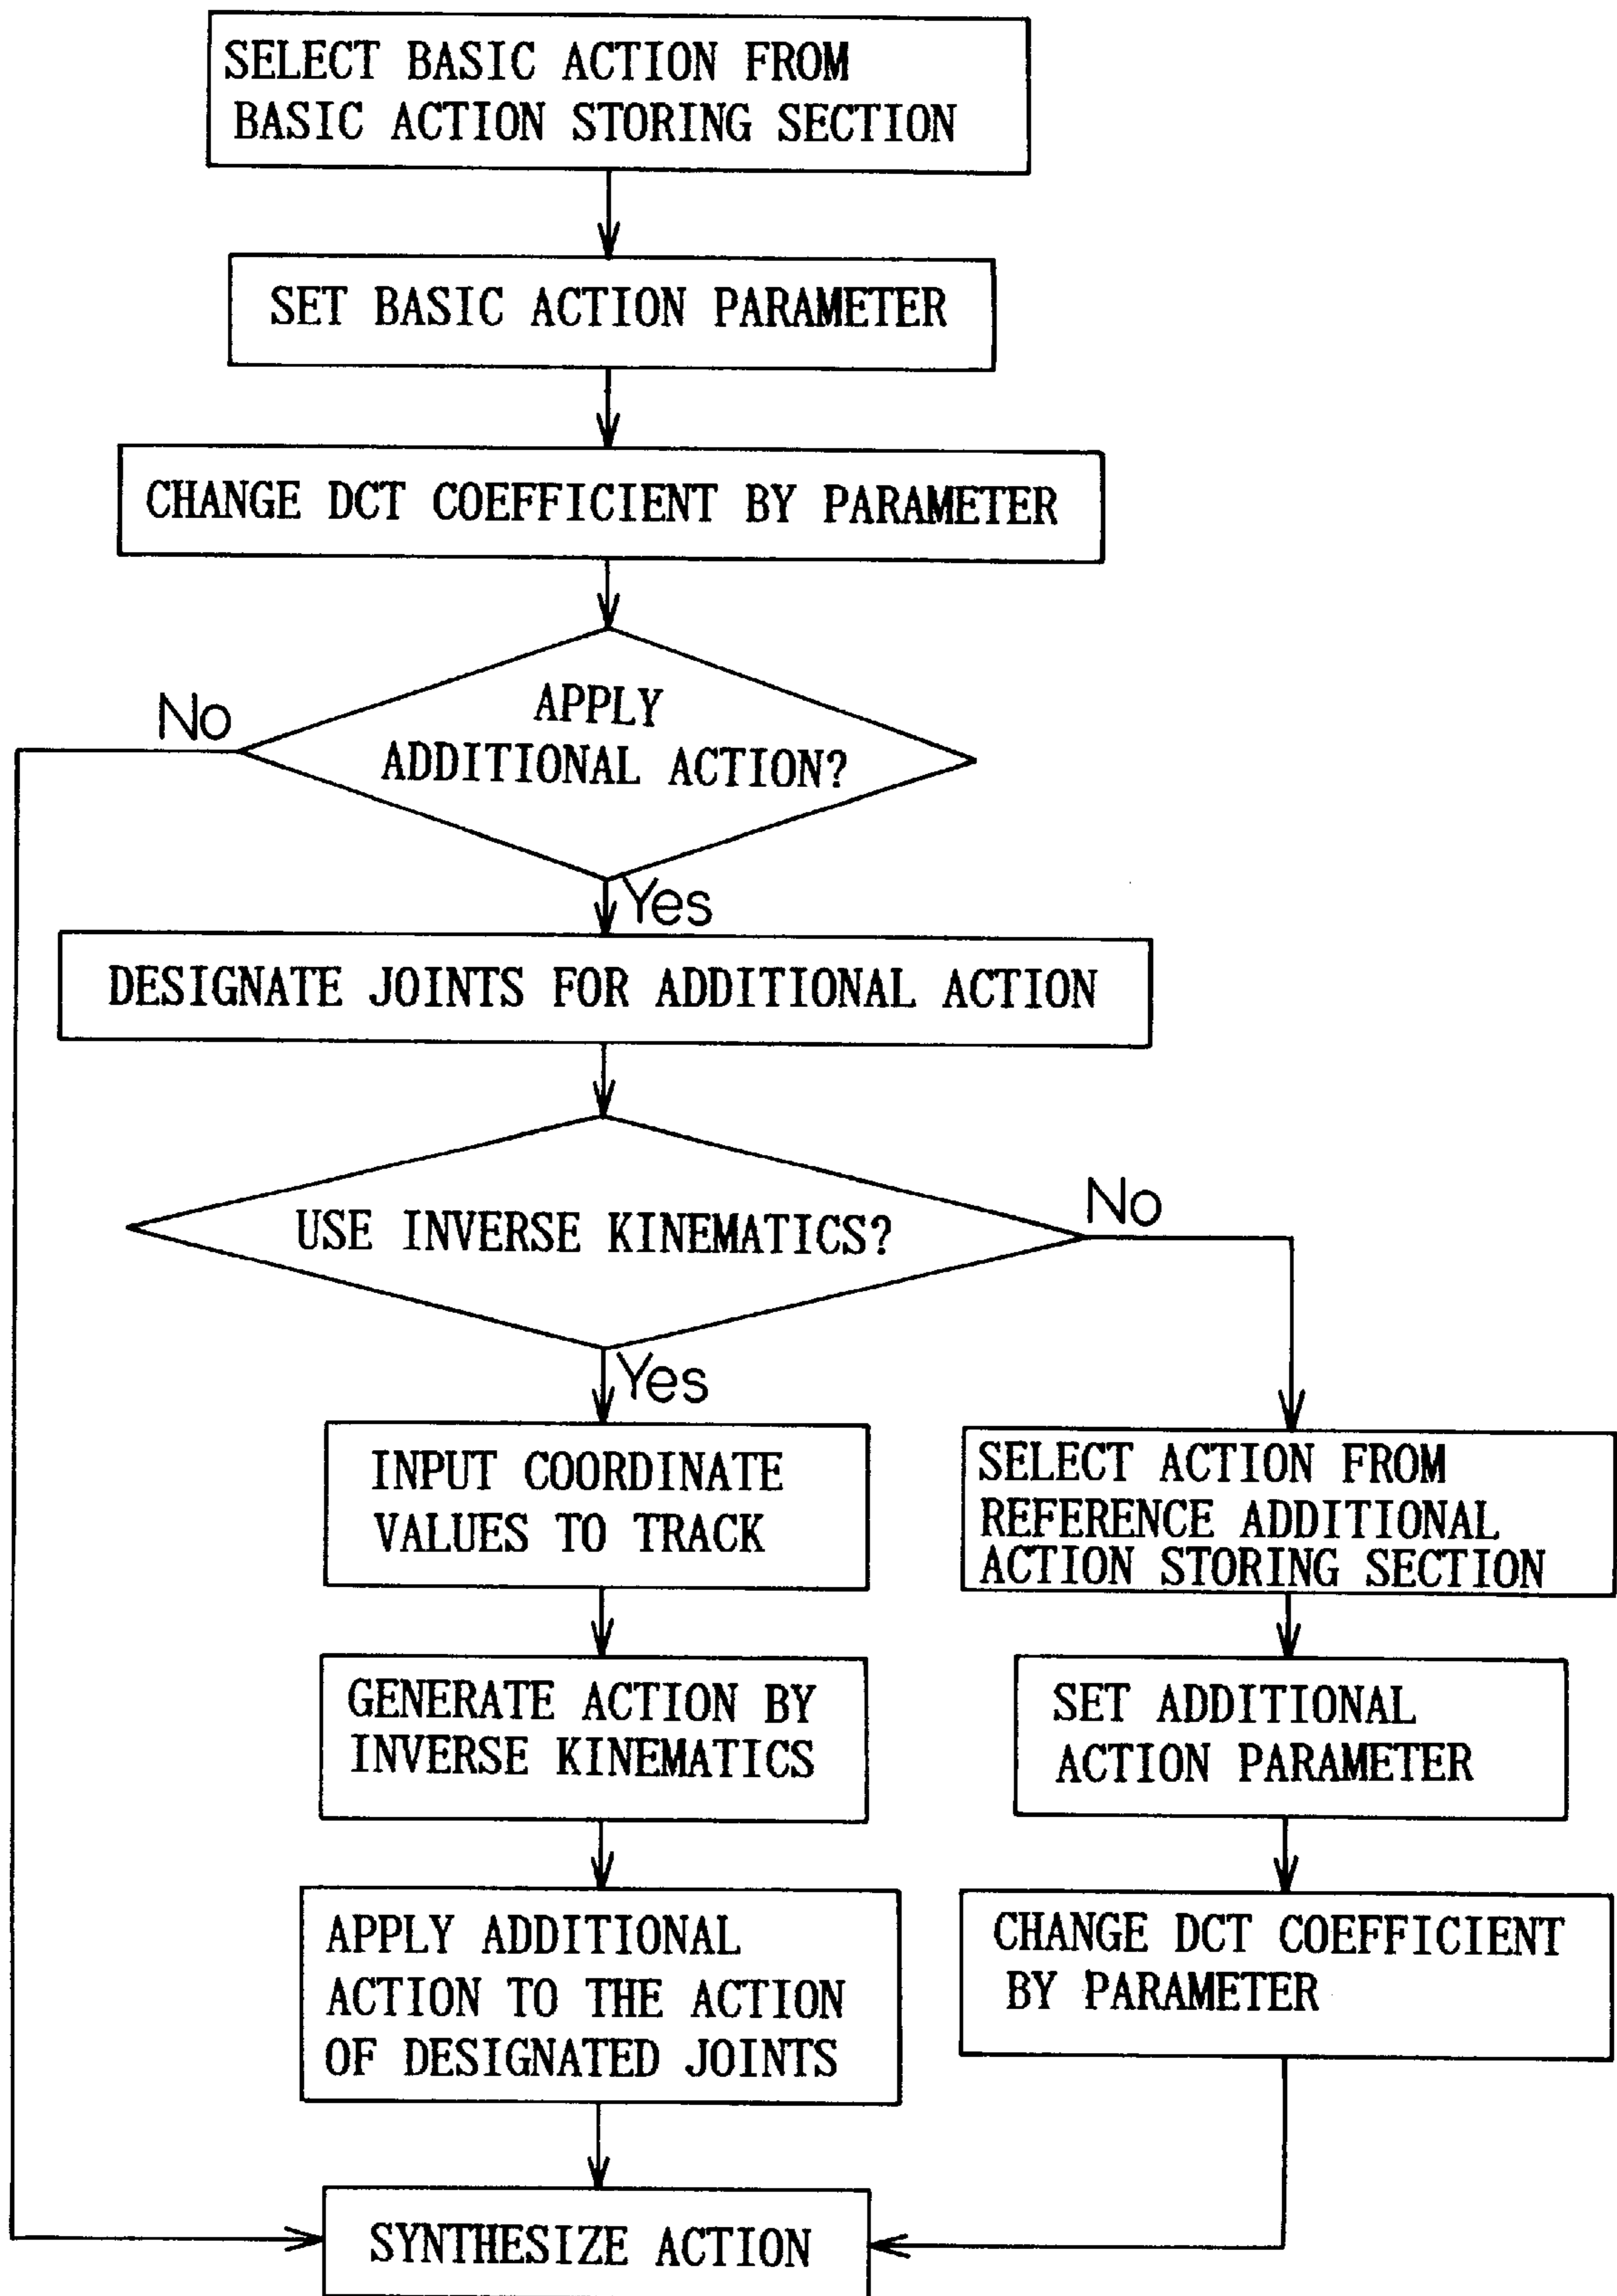 SELECT BASIC ACTION FROM
BASIC ACTION STORING SECTION
SET BASIC ACTION PARAMETER
CHANGE DCT COEFFICIENT BY PARAMETER
APPLY
ADDITIONAL ACTION?
No
Yes
DESIGNATE JOINTS FOR ADDITIONAL ACTION
USE INVERSE KINEMATICS?
No
Yes
INPUT COORDINATE
VALUES TO TRACK
GENERATE ACTION BY
INVERSE KINEMATICS
APPLY ADDITIONAL
ACTION TO THE ACTION
OF DESIGNATED JOINTS
SELECT ACTION FROM
REFERENCE ADDITIONAL
ACTION STORING SECTION
SET ADDITIONAL
ACTION PARAMETER
CHANGE DCT COEFFICIENT
BY PARAMETER
SYNTHESIZE ACTION